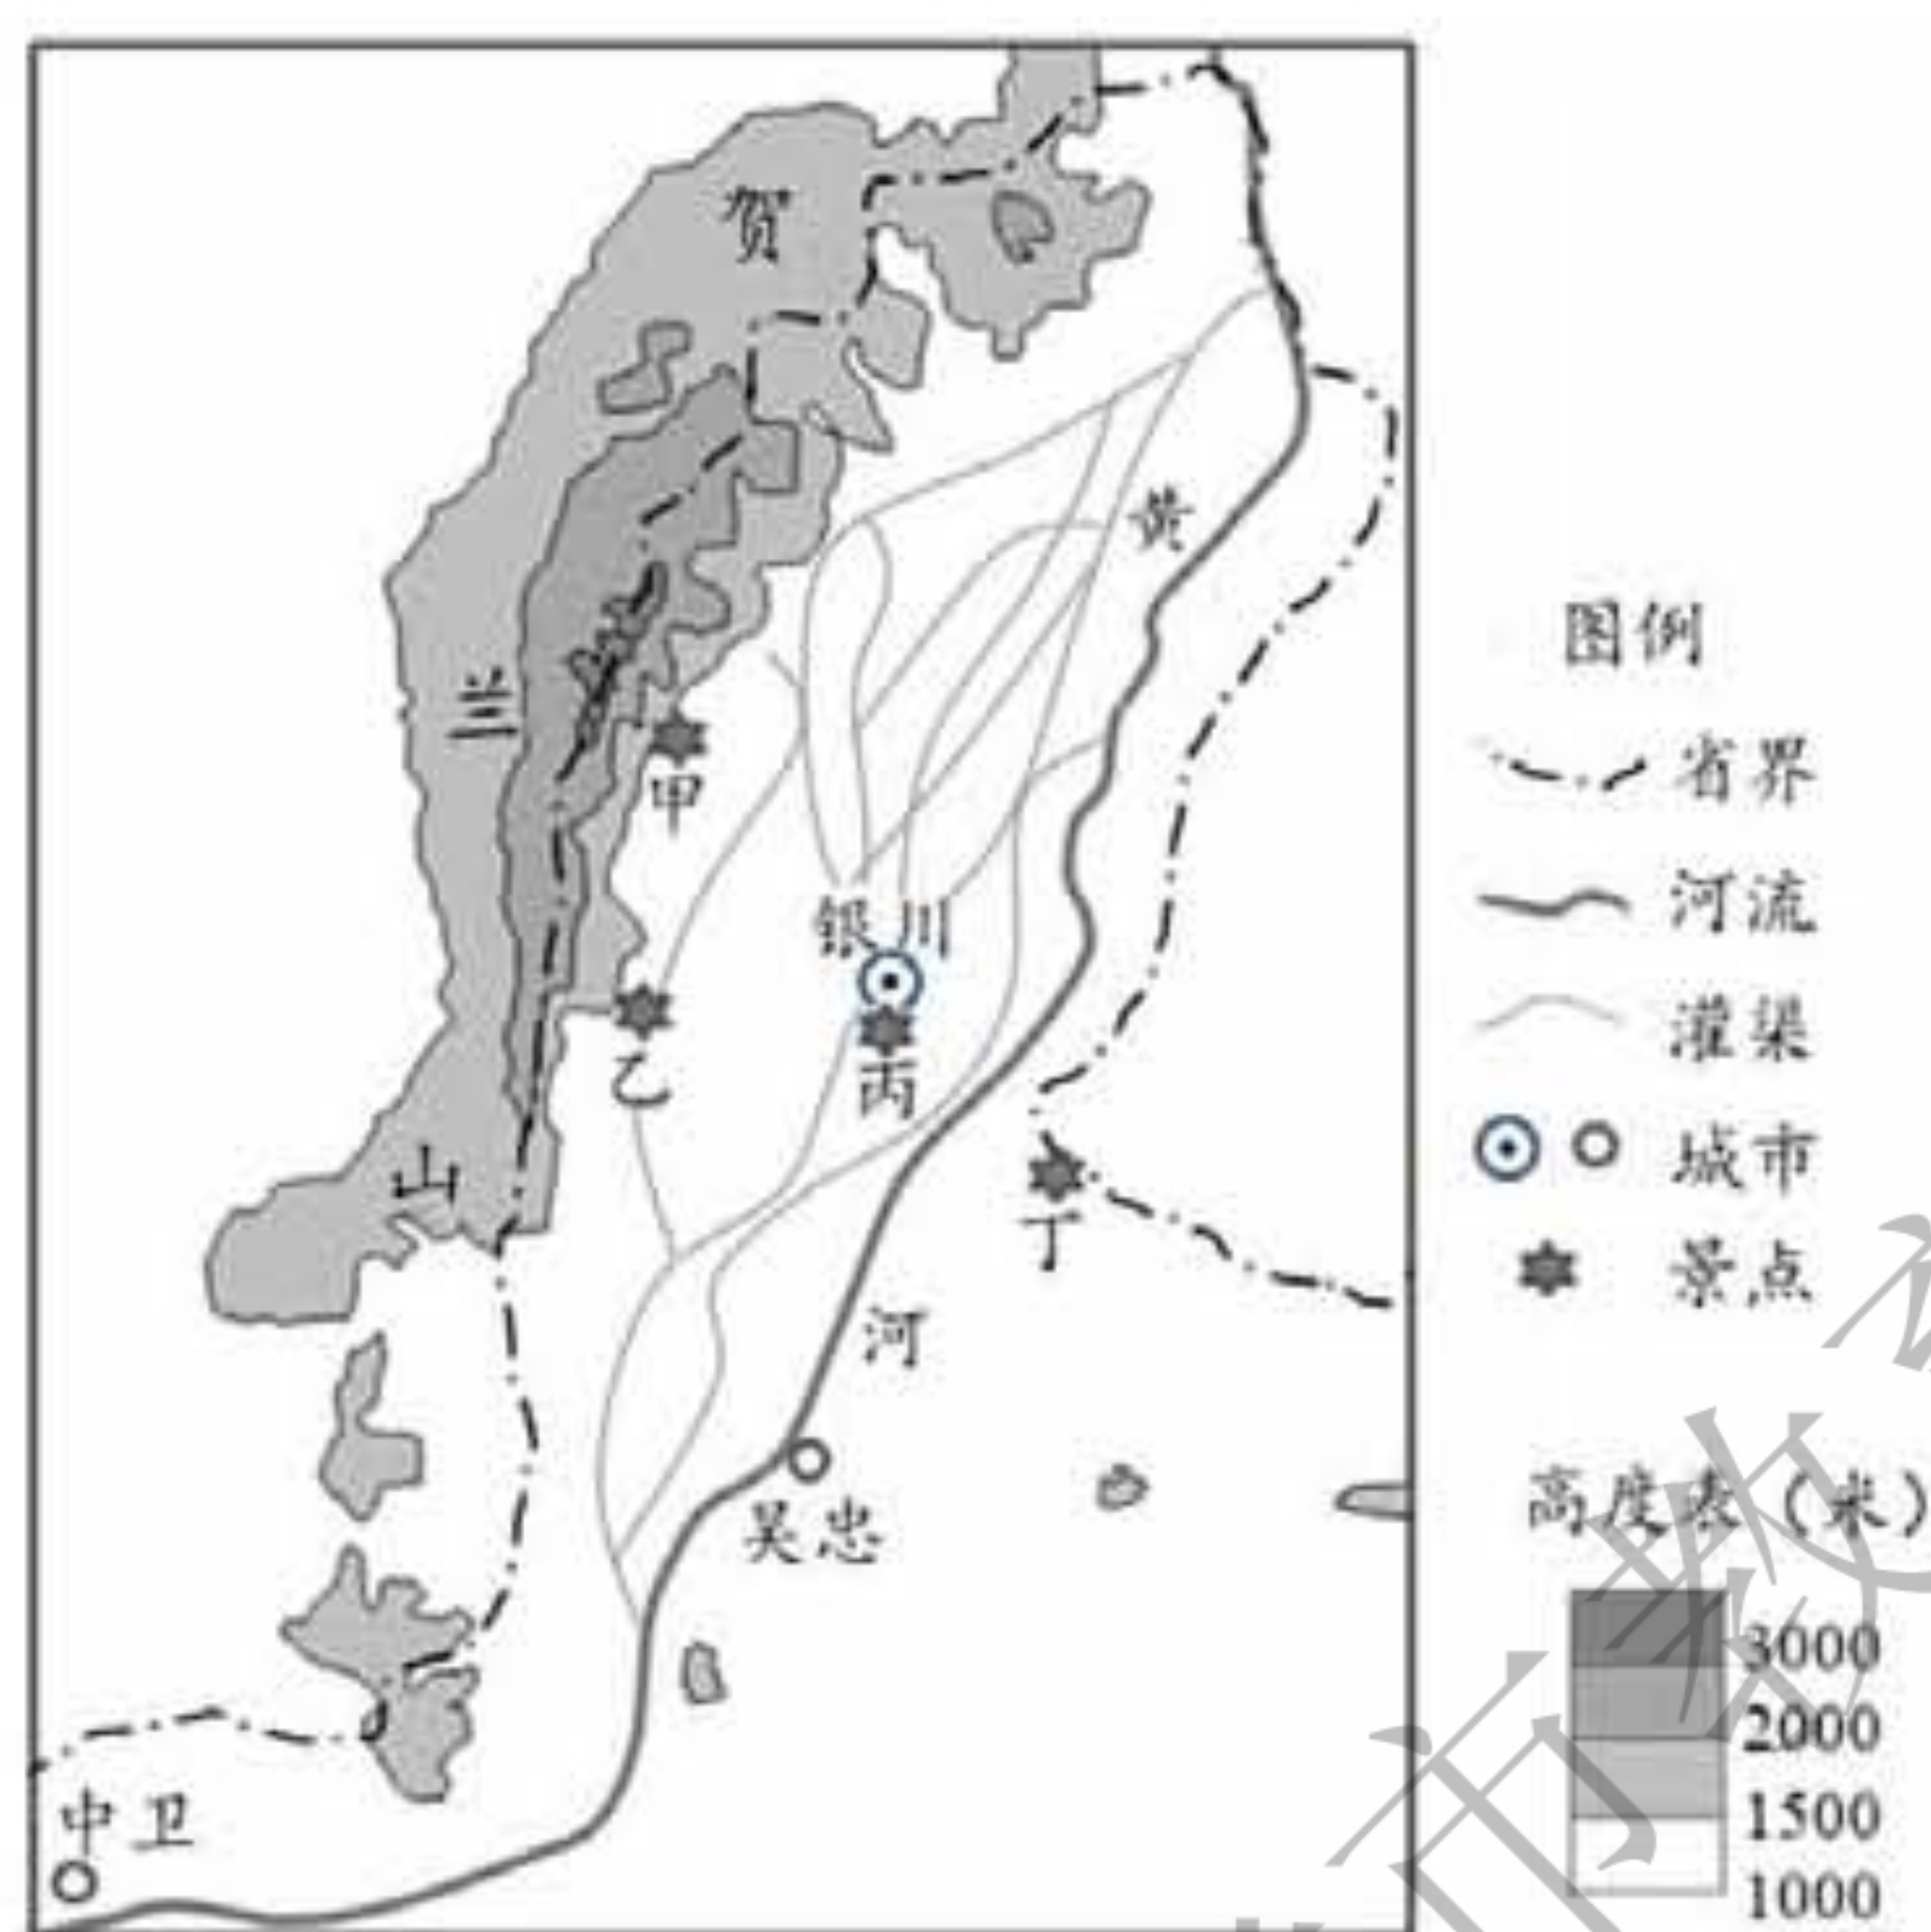 贺
兰
山
黄
河
甲
银川
乙
丙
丁
吴忠
中卫
图例
省界
河流
灌渠
城市
景点
高度表（米）
3000
2000
1500
1000